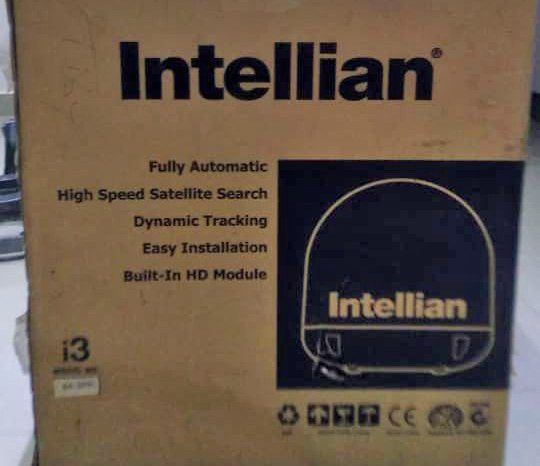 Intellian®
Fully Automatic
High Speed Satellite Search
Dynamic Tracking
Easy Installation
Built-In HD Module
Intellian
i3
CE